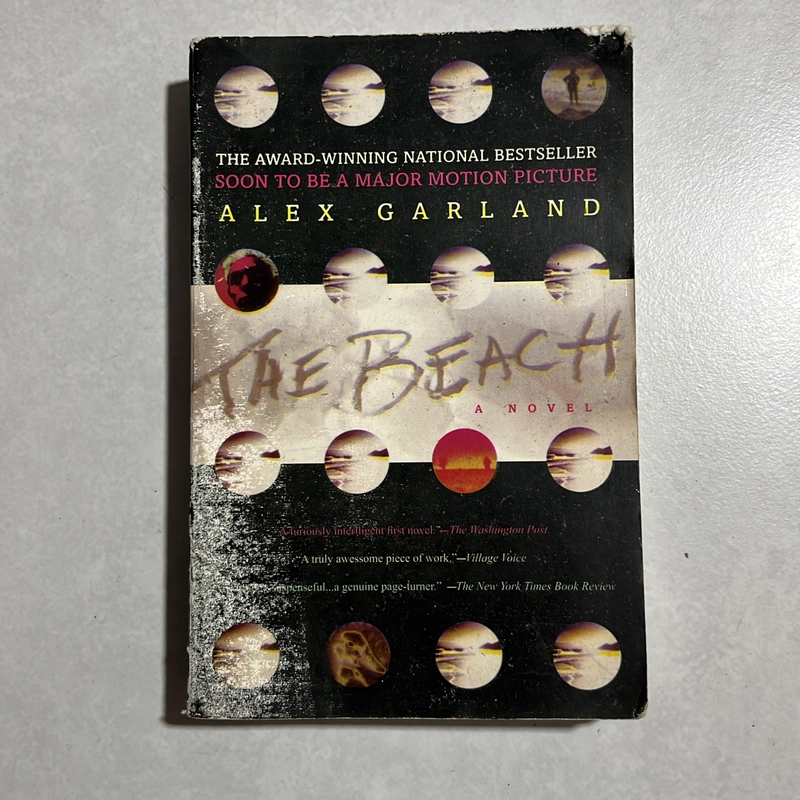 THE AWARD-WINNING NATIONAL BESTSELLER
SOON TO BE A MAJOR MOTION PICTURE
ALEX GARLAND
THE BEACH
A NOVEL
"A furiously intelligent first novel."—The Washington Post
"A truly awesome piece of work."—Village Voice
suspenseful...a genuine page-turner." —The New York Times Book Review